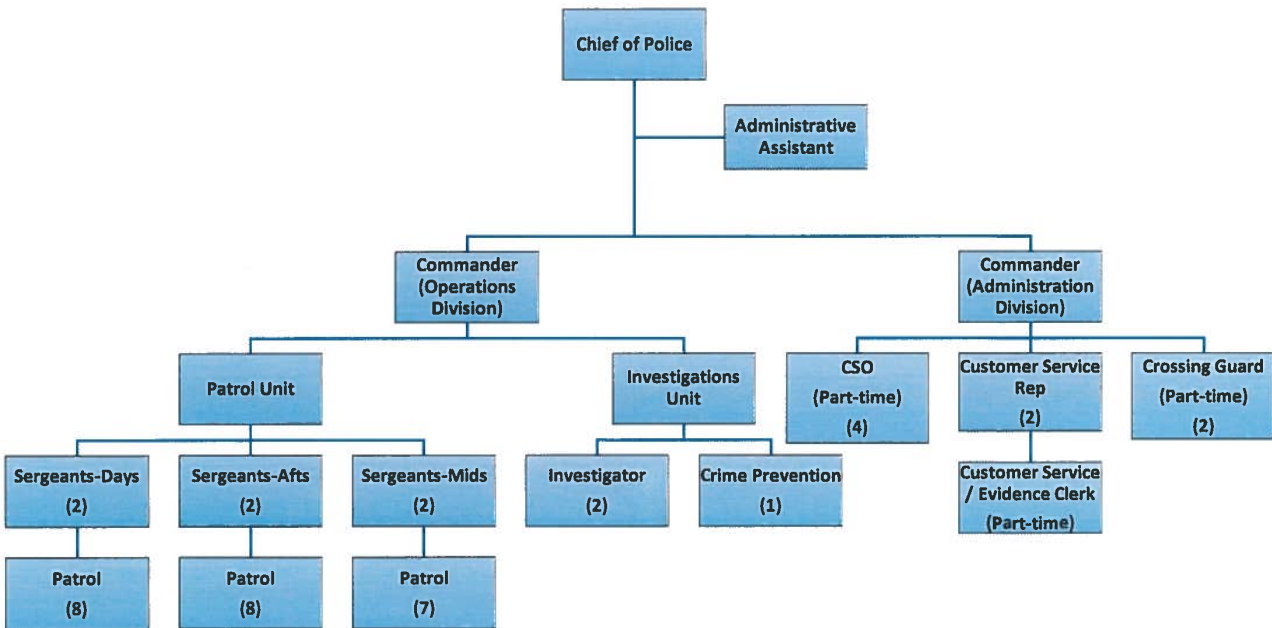 Chief of Police
Administrative
Assistant
Commander
(Operations
Division)
Commander
(Administration
Division)
Patrol Unit
Investigations
Unit
CSO
(Part-time)
(4)
Customer Service
Rep
(2)
Crossing Guard
(Part-time)
(2)
Sergeants-Days
(2)
Sergeants-Afts
(2)
Sergeants-Mids
(2)
Investigator
(2)
Crime Prevention
(1)
Customer Service
/ Evidence Clerk
(Part-time)
Patrol
(8)
Patrol
(8)
Patrol
(7)